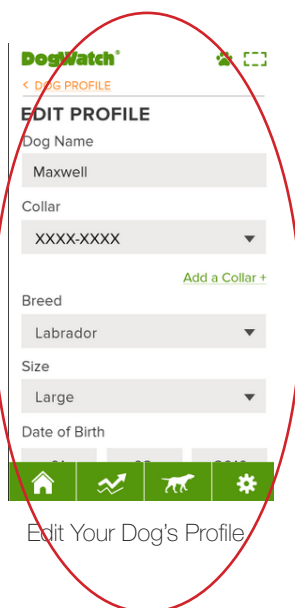 DogWatch®
< DOG PROFILE
EDIT PROFILE
Dog Name
Maxwell
Collar
XXXX-XXXX
Add a Collar +
Breed
Labrador
Size
Large
Date of Birth
Edit Your Dog's Profile